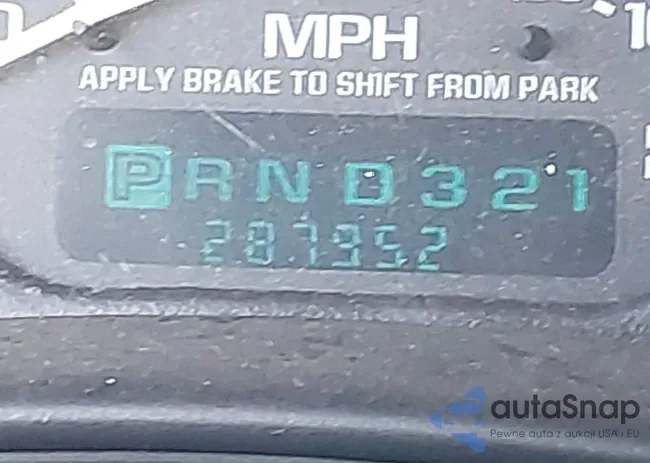 MPH
APPLY BRAKE TO SHIFT FROM PARK
P R N D 3 2 1
287952
autaSnap
Pewne auta z aukcji USA i EU